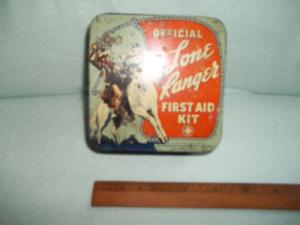 OFFICIAL
Lone
Ranger
FIRST AID
KIT